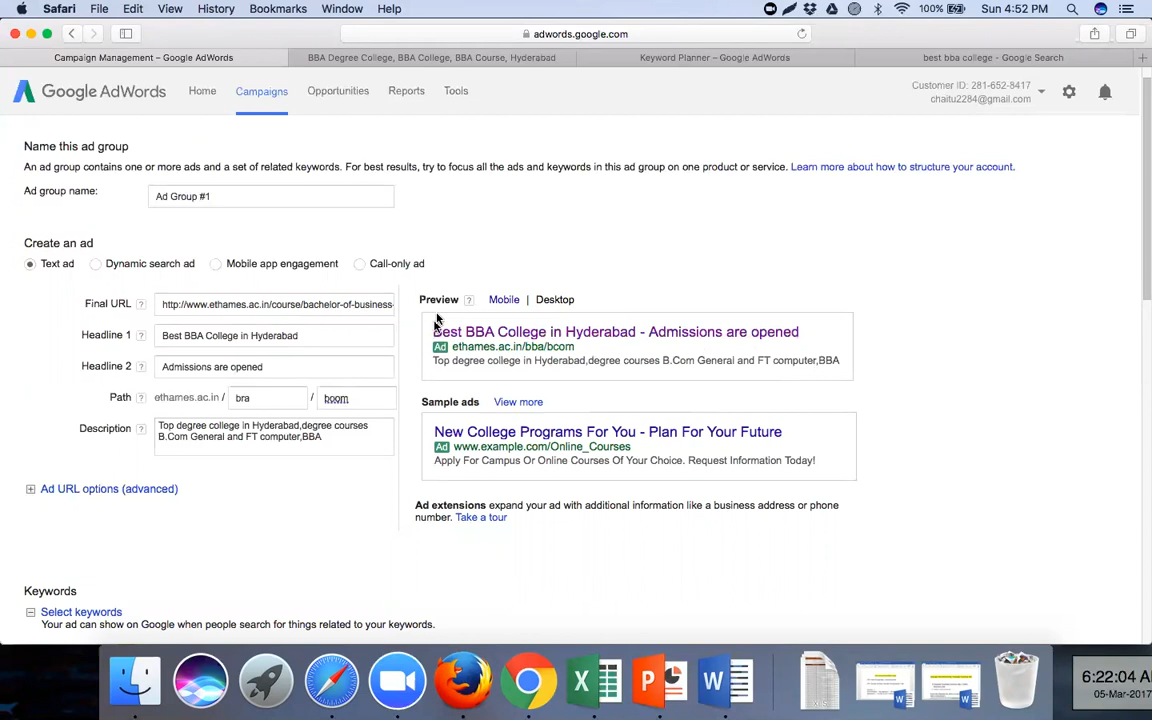 Safari File Edit View History Bookmarks Window Help 100% Sun 4:52 PM
adwords.google.com
Campaign Management – Google AdWords BBA Degree College, BBA College, BBA Course, Hyderabad Keyword Planner – Google AdWords best bba college - Google Search
Google AdWords Home Campaigns Opportunities Reports Tools
Customer ID: 281-652-8417
chaitu2284@gmail.com
Name this ad group
An ad group contains one or more ads and a set of related keywords. For best results, try to focus all the ads and keywords in this ad group on one product or service. Learn more about how to structure your account.
Ad group name: Ad Group #1
Create an ad
Text ad Dynamic search ad Mobile app engagement Call-only ad
Final URL ? http://www.ethames.ac.in/course/bachelor-of-business-
Headline 1 ? Best BBA College in Hyderabad
Headline 2 ? Admissions are opened
Path ? ethames.ac.in / bra / boom
Description ? Top degree college in Hyderabad,degree courses
B.Com General and FT computer,BBA
Ad URL options (advanced)
Preview ? Mobile | Desktop
Best BBA College in Hyderabad - Admissions are opened
Ad ethames.ac.in/bba/bcom
Top degree college in Hyderabad,degree courses B.Com General and FT computer,BBA
Sample ads View more
New College Programs For You - Plan For Your Future
Ad www.example.com/Online_Courses
Apply For Campus Or Online Courses Of Your Choice. Request Information Today!
Ad extensions expand your ad with additional information like a business address or phone
number. Take a tour
Keywords
Select keywords
Your ad can show on Google when people search for things related to your keywords.
6:22:04 AM
05-Mar-2017